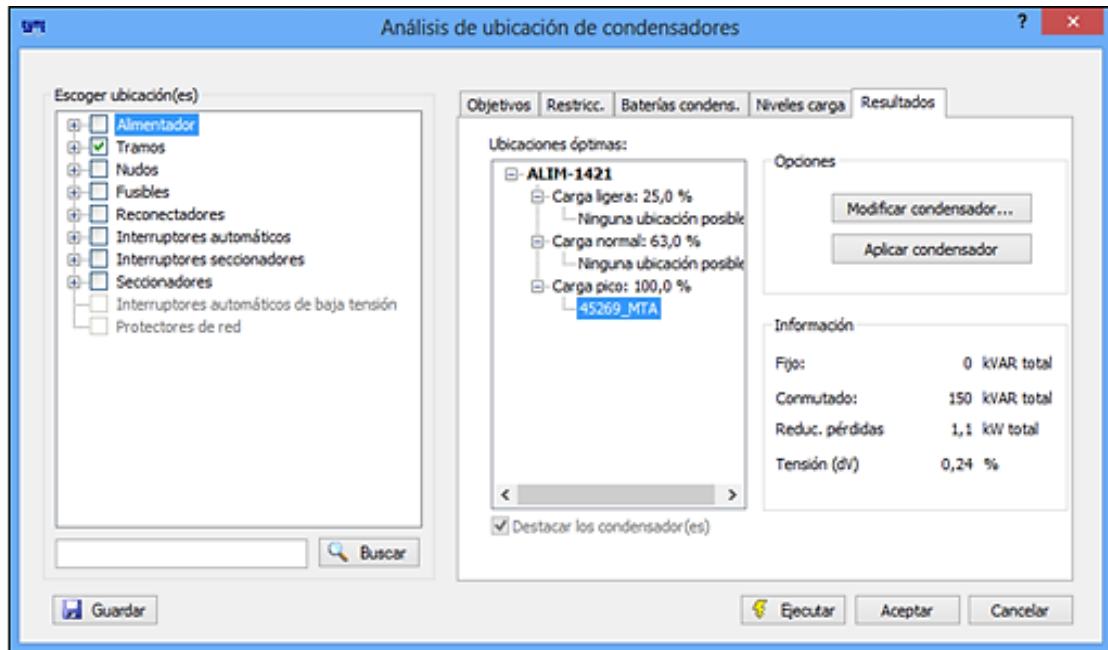 Análisis de ubicación de condensadores
?
Escoger ubicación(es)
Alimentador
Tramos
Nudos
Fusibles
Reconectadores
Interruptores automáticos
Interruptores seccionadores
Seccionadores
Interruptores automáticos de baja tensión
Protectores de red
Buscar
Objetivos Restricc. Baterías condens. Niveles carga Resultados
Ubicaciones óptimas:
ALIM-1421
Carga ligera: 25,0 %
Ninguna ubicación posible
Carga normal: 63,0 %
Ninguna ubicación posible
Carga pico: 100,0 %
45269_MTA
Destacar los condensador(es)
Opciones
Modificar condensador...
Aplicar condensador
Información
Fijo: 0 kVAR total
Conmutado: 150 kVAR total
Reduc. pérdidas 1,1 kW total
Tensión (dV) 0,24 %
Guardar Ejecutar Aceptar Cancelar